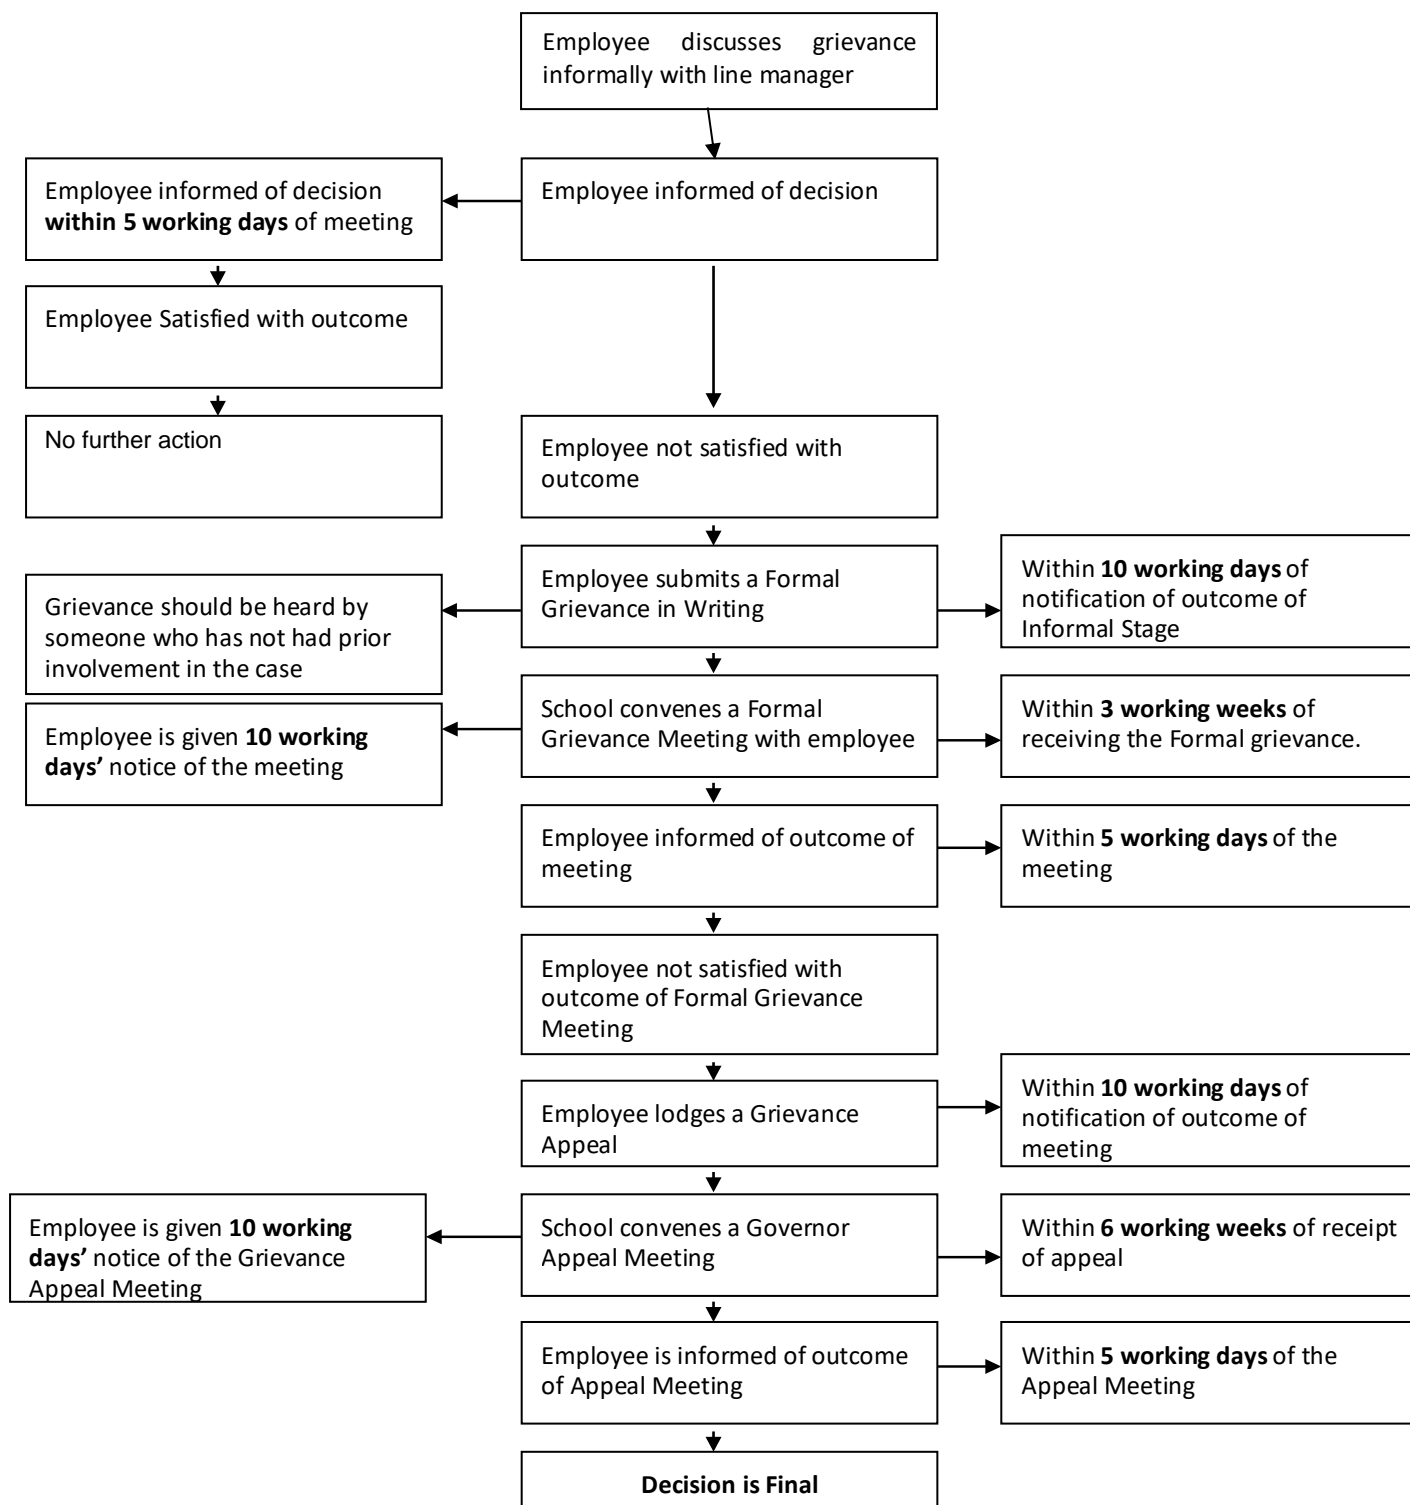 Employee discusses grievance
informally with line manager
Employee informed of decision
within 5 working days of meeting
Employee informed of decision
Employee Satisfied with outcome
No further action
Employee not satisfied with
outcome
Employee submits a Formal
Grievance in Writing
Within 10 working days of
notification of outcome of
Informal Stage
Grievance should be heard by
someone who has not had prior
involvement in the case
School convenes a Formal
Grievance Meeting with employee
Within 3 working weeks of
receiving the Formal grievance.
Employee is given 10 working
days’ notice of the meeting
Employee informed of outcome of
meeting
Within 5 working days of the
meeting
Employee not satisfied with
outcome of Formal Grievance
Meeting
Employee lodges a Grievance
Appeal
Within 10 working days of
notification of outcome of
meeting
Employee is given 10 working
days’ notice of the Grievance
Appeal Meeting
School convenes a Governor
Appeal Meeting
Within 6 working weeks of receipt
of appeal
Employee is informed of outcome
of Appeal Meeting
Within 5 working days of the
Appeal Meeting
Decision is Final